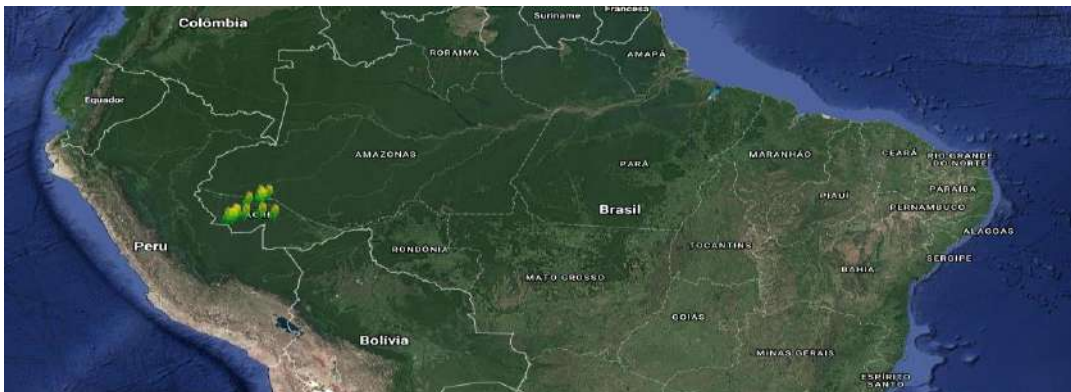 Colômbia
Suriname
Francesa
RORAIMA
AMAPÁ
Equador
AMAZONAS
PARÁ
MARANHÃO
CEARÁ
RIO GRANDE
DO NORTE
PIAUÍ
PARAÍBA
PERNAMBUCO
ALAGOAS
Brasil
Peru
RONDÔNIA
TOCANTINS
SERGIPE
BAHIA
MATO GROSSO
GOIÁS
Bolívia
MINAS GERAIS
ESPÍRITO
SANTO